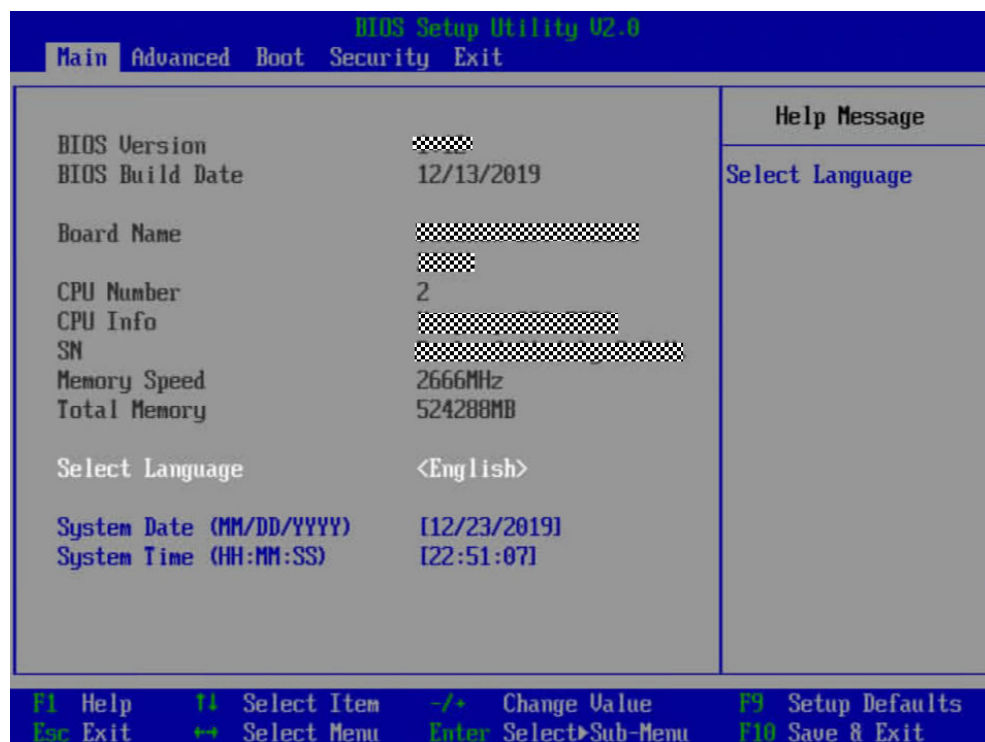 BIOS Setup Utility V2.0
Main Advanced Boot Security Exit
Help Message
Select Language
BIOS Version
BIOS Build Date 12/13/2019
Board Name
CPU Number 2
CPU Info
SN
Memory Speed 2666MHz
Total Memory 524288MB
Select Language <English>
System Date (MM/DD/YYYY) [12/23/2019]
System Time (HH:MM:SS) [22:51:07]
F1 Help ↑↓ Select Item -/+ Change Value F9 Setup Defaults
Esc Exit ↔ Select Menu Enter Select▶Sub-Menu F10 Save & Exit